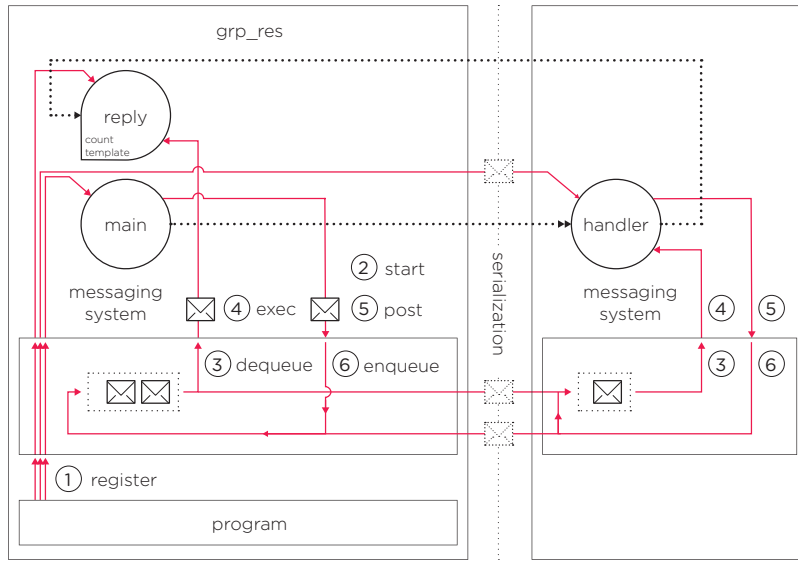 grp_res
reply
count
template
main
handler
② start
messaging
system
④ exec
⑤ post
serialization
messaging
system
④
⑤
③ dequeue
⑥ enqueue
③
⑥
① register
program